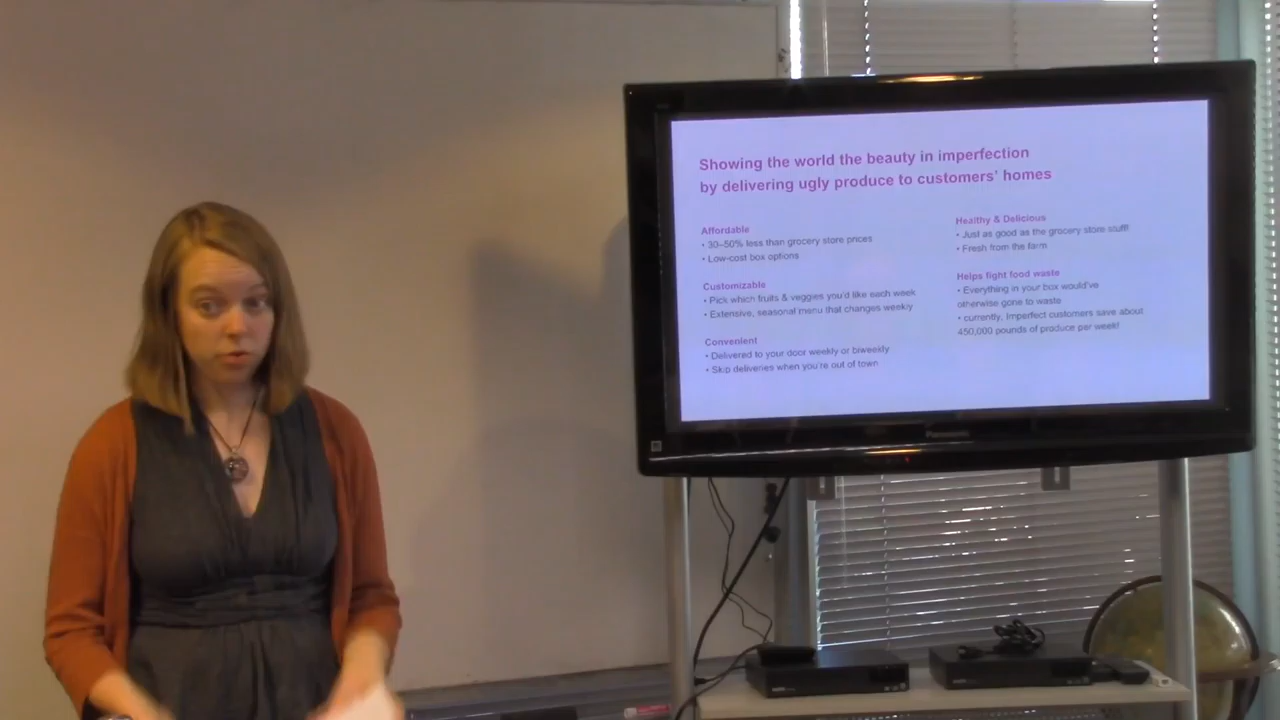 Showing the world the beauty in imperfection
by delivering ugly produce to customers' homes
Affordable
• 30–50% less than grocery store prices
• Low-cost box options
Customizable
• Pick which fruits & veggies you'd like each week
• Extensive, seasonal menu that changes weekly
Convenient
• Delivered to your door weekly or biweekly
• Skip deliveries when you're out of town
Healthy & Delicious
• Just as good as the grocery store stuff!
• Fresh from the farm
Helps fight food waste
• Everything in your box would've
otherwise gone to waste
• currently, Imperfect customers save about
450,000 pounds of produce per week!
Panasonic